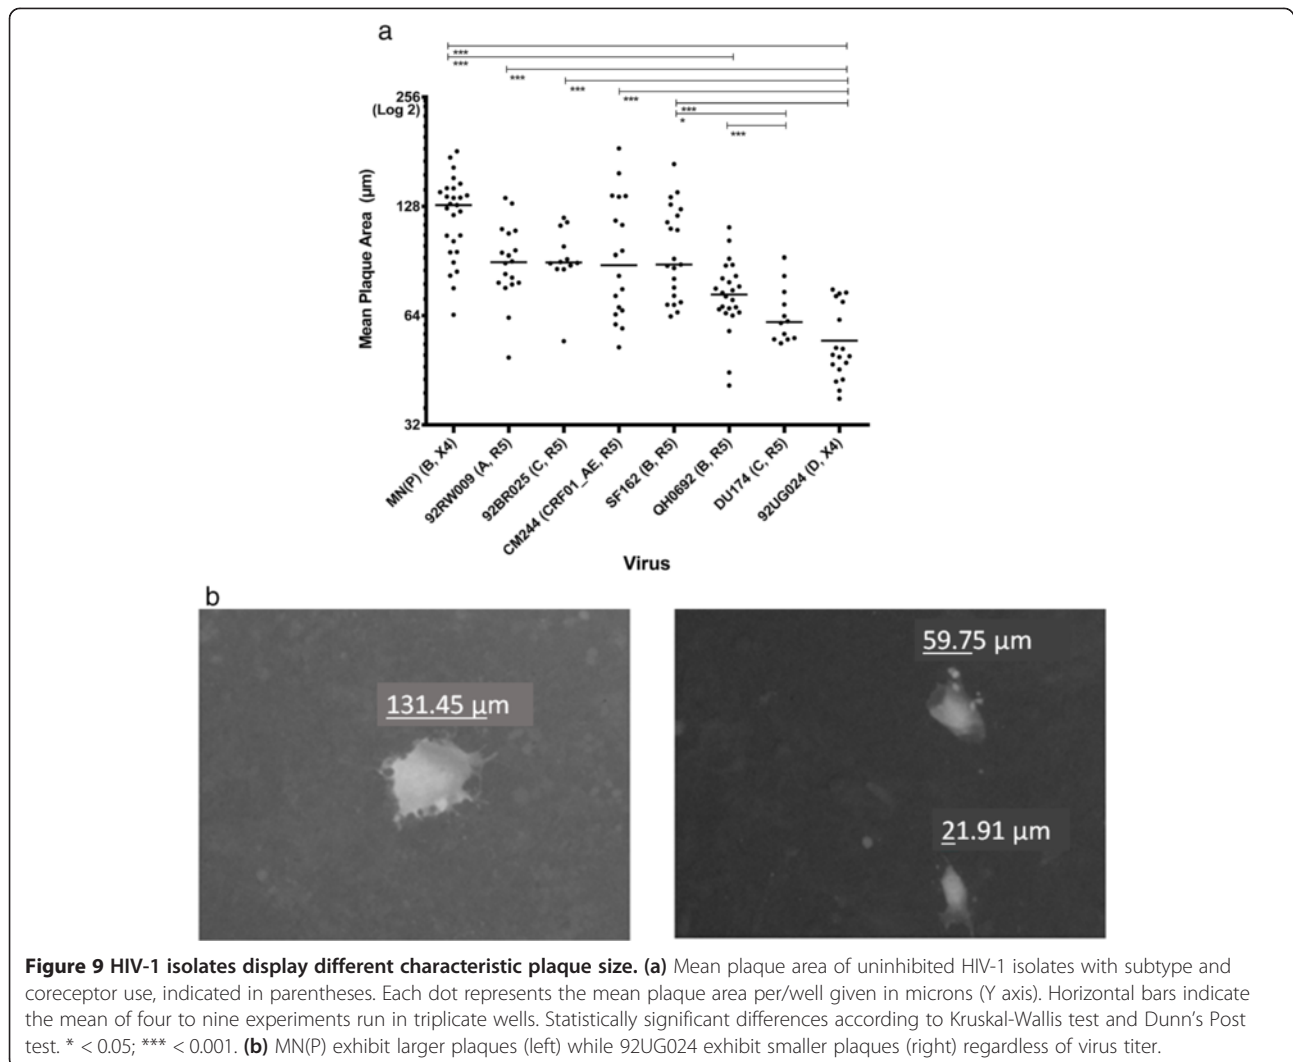 a
***
***
***
***
***
***
*
***
256
(Log 2)
128
64
32
Mean Plaque Area (µm)
MN(P) (B, X4)
92RW009 (A, R5)
92BR025 (C, R5)
CM244 (CRF01_AE, R5)
SF162 (B, R5)
QH0692 (B, R5)
DU174 (C, R5)
92UG024 (D, X4)
Virus
b
131.45 µm
59.75 µm
21.91 µm
Figure 9 HIV-1 isolates display different characteristic plaque size. (a) Mean plaque area of uninhibited HIV-1 isolates with subtype and
coreceptor use, indicated in parentheses. Each dot represents the mean plaque area per/well given in microns (Y axis). Horizontal bars indicate
the mean of four to nine experiments run in triplicate wells. Statistically significant differences according to Kruskal-Wallis test and Dunn's Post
test. * < 0.05; *** < 0.001. (b) MN(P) exhibit larger plaques (left) while 92UG024 exhibit smaller plaques (right) regardless of virus titer.